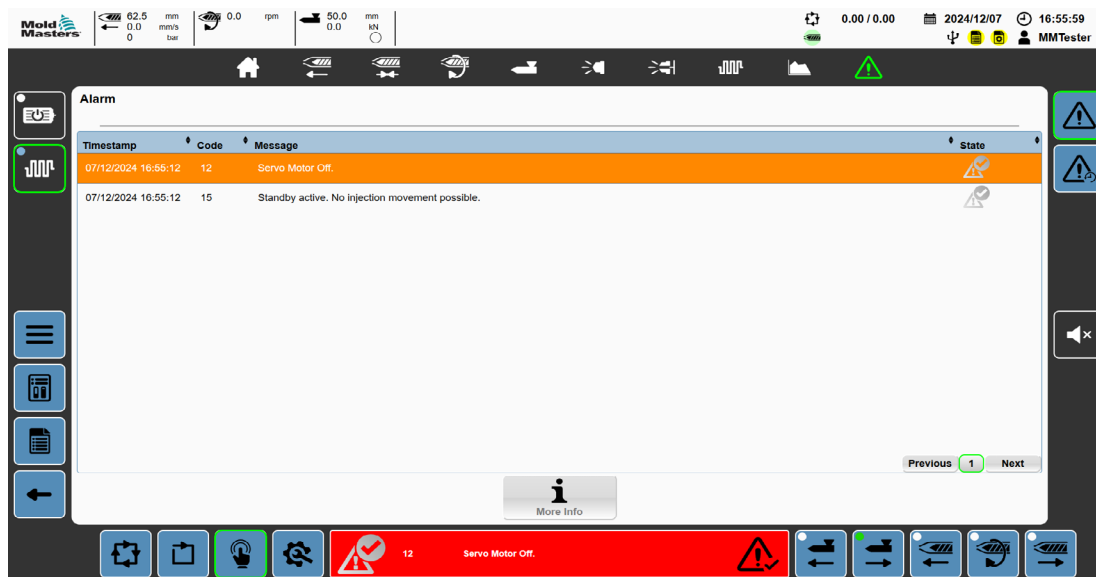 Mold
Masters
62.5 mm
0.0 mm/s
0 bar
0.0 rpm
50.0 mm
0.0 kN
0.00 / 0.00
2024/12/07
16:55:59
MMTester
Alarm
Timestamp Code Message State
07/12/2024 16:55:12 12 Servo Motor Off.
07/12/2024 16:55:12 15 Standby active. No injection movement possible.
Previous 1 Next
More Info
12 Servo Motor Off.